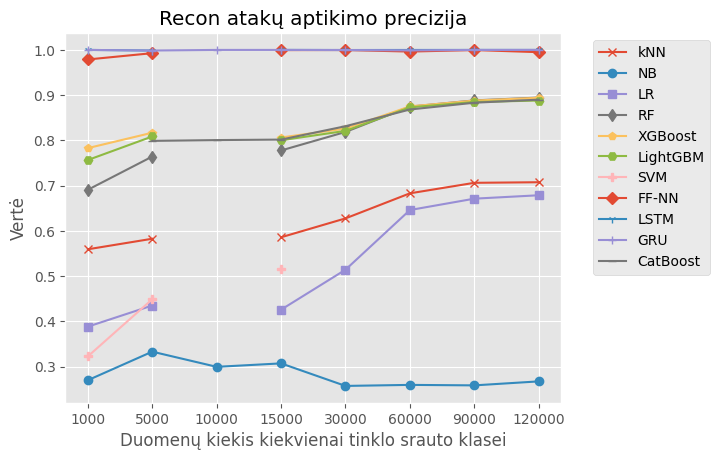 Recon atakų aptikimo precizija
Vertė
1.0
0.9
0.8
0.7
0.6
0.5
0.4
0.3
1000 5000 10000 15000 30000 60000 90000 120000
Duomenų kiekis kiekvienai tinklo srauto klasei
kNN
NB
LR
RF
XGBoost
LightGBM
SVM
FF-NN
LSTM
GRU
CatBoost